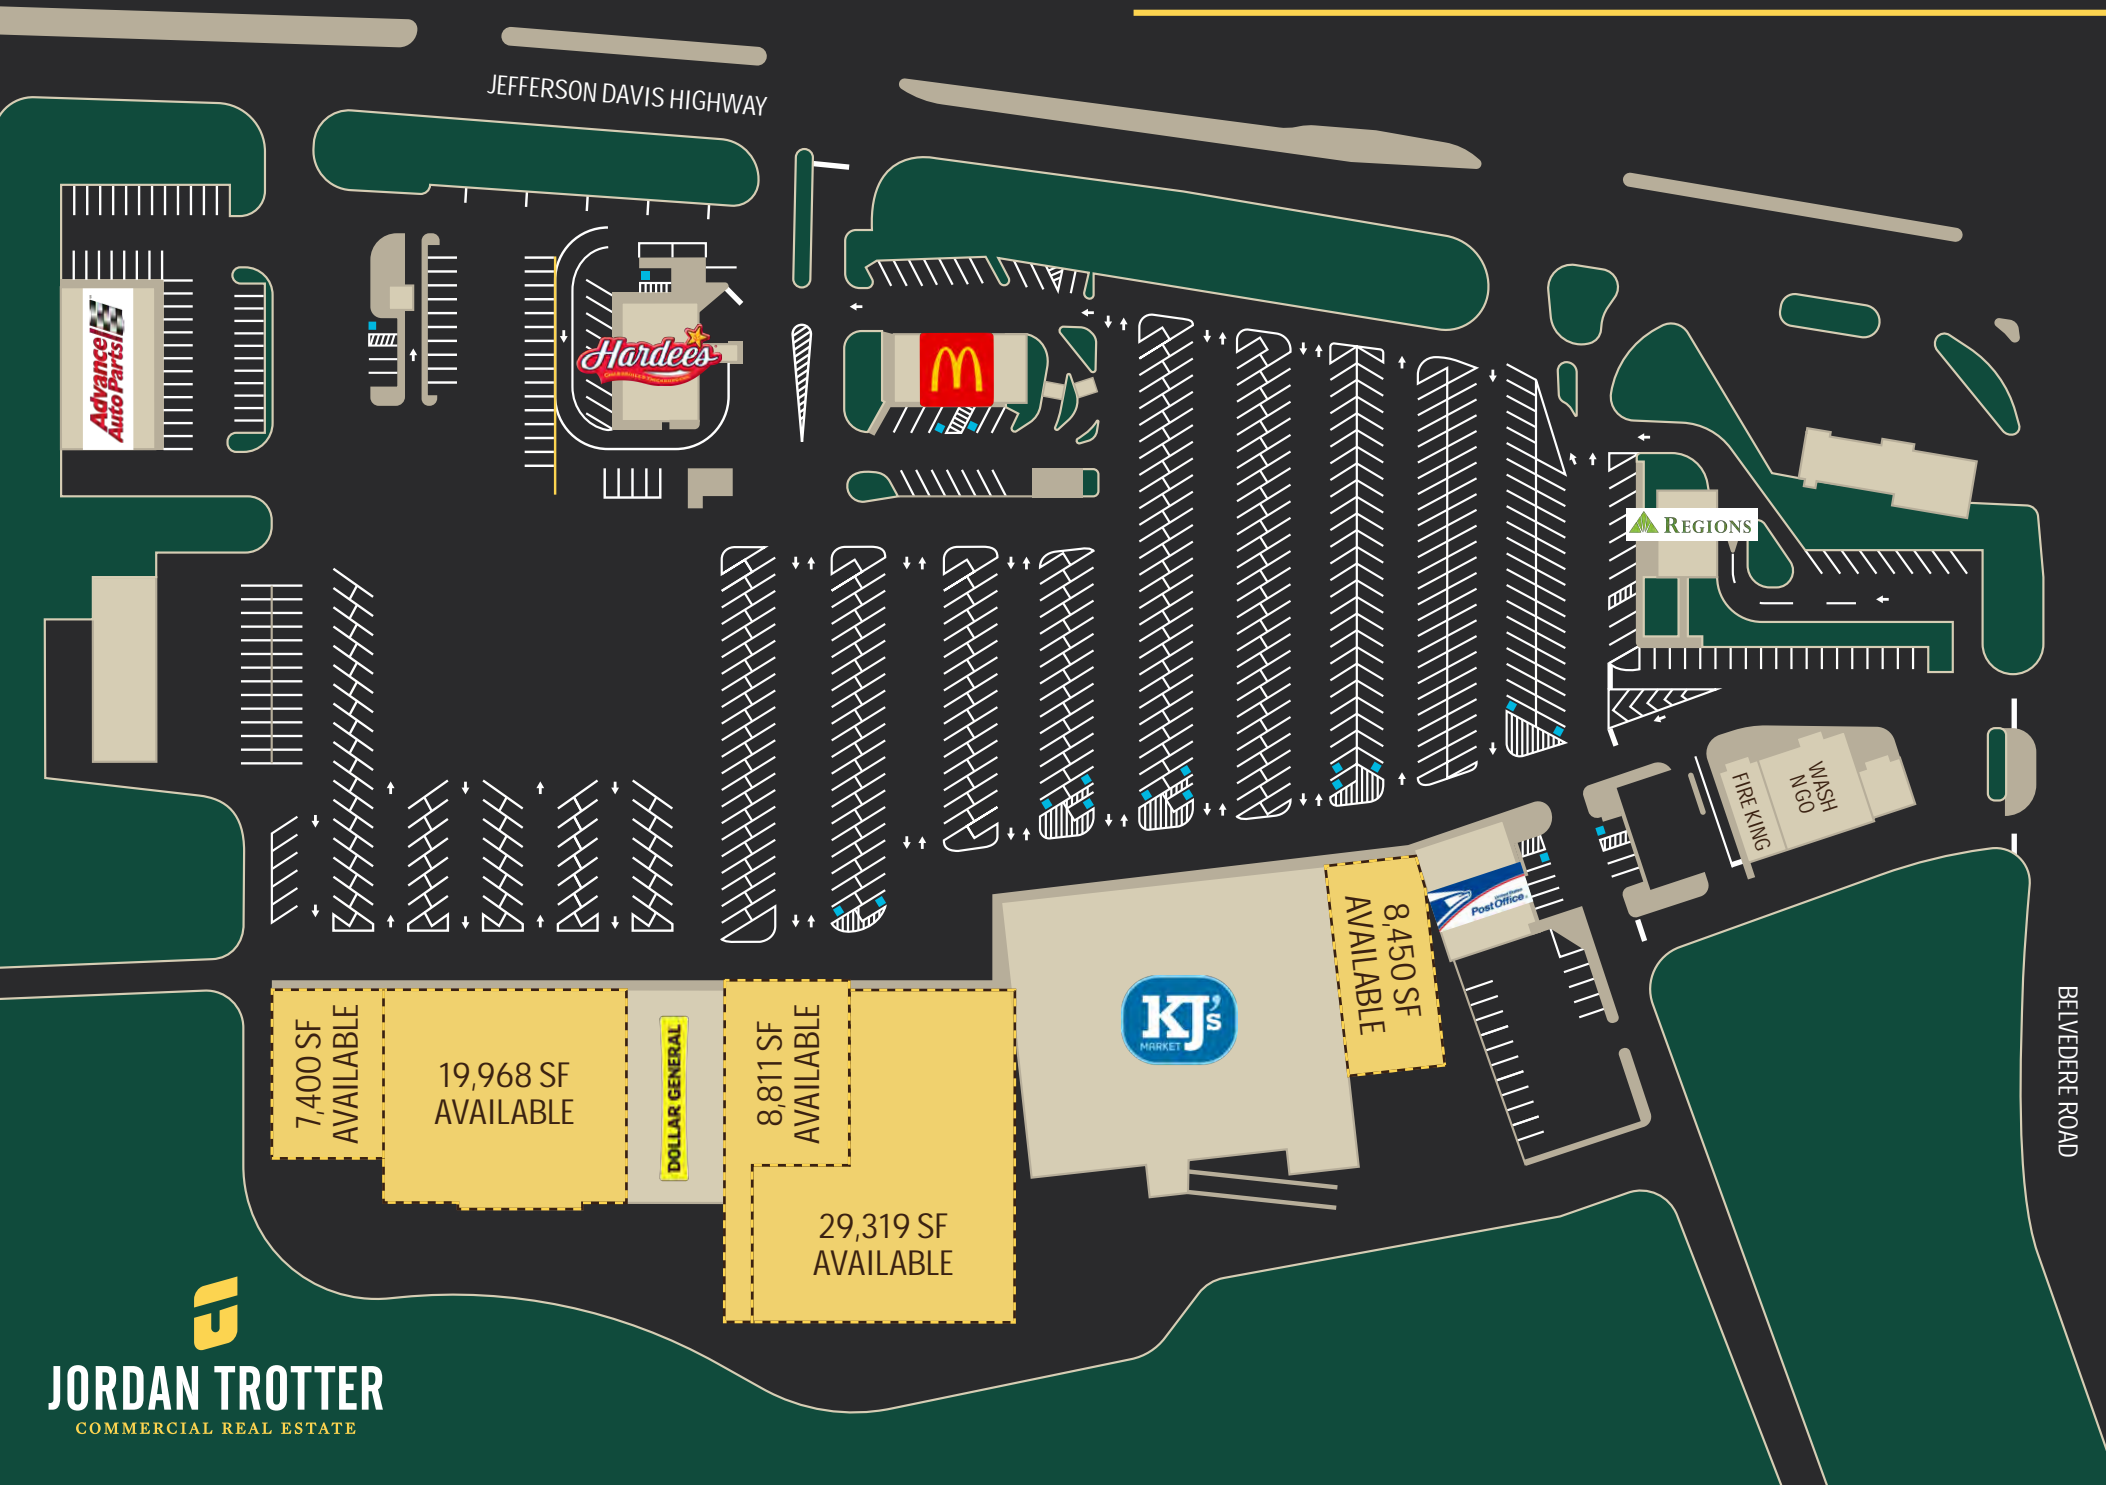 JEFFERSON DAVIS HIGHWAY
Advance
Auto Parts
Hardee's
M
REGIONS
FIRE KING
WASH
N GO
8,450 SF
AVAILABLE
United States
Post Office
KJ's
MARKET
7,400 SF
AVAILABLE
19,968 SF
AVAILABLE
DOLLAR GENERAL
8,811 SF
AVAILABLE
29,319 SF
AVAILABLE
BELVEDERE ROAD
JORDAN TROTTER
COMMERCIAL REAL ESTATE